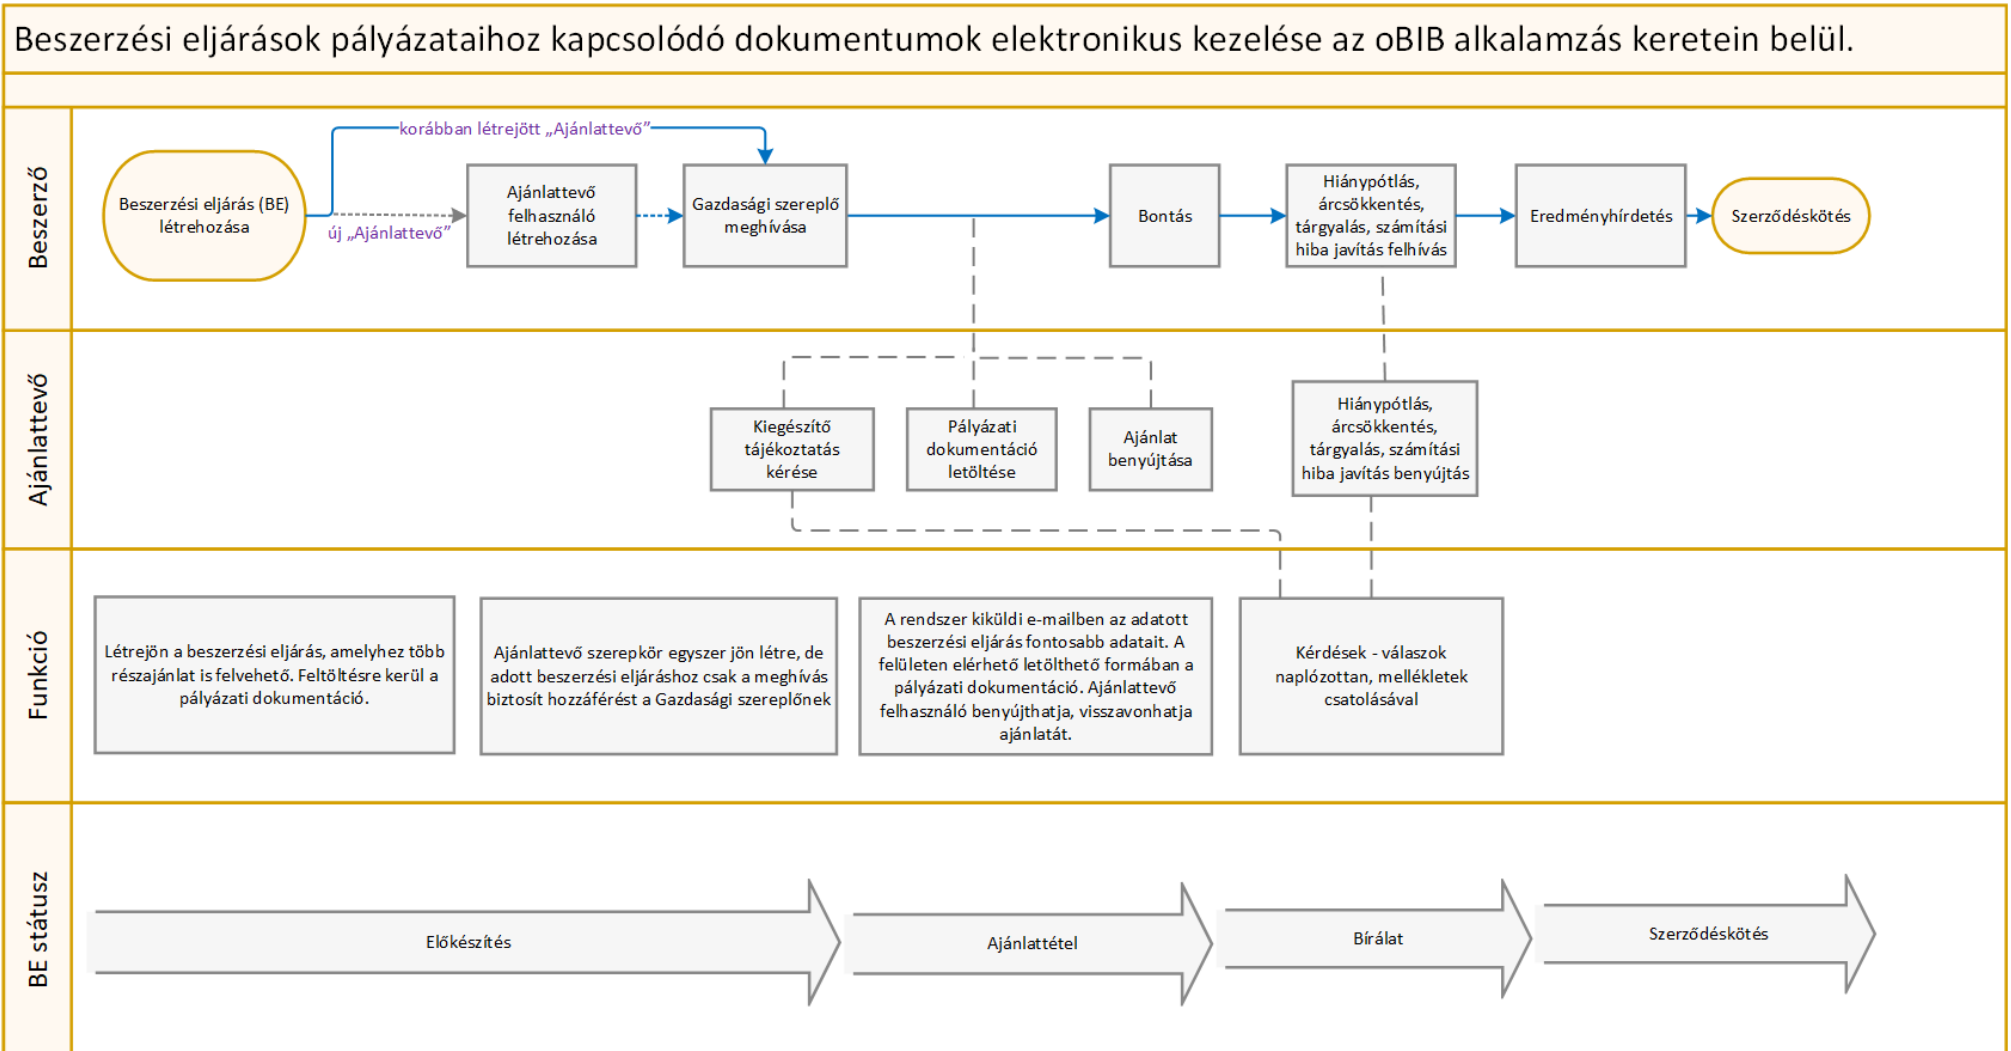 Beszerzési eljárások pályázataihoz kapcsolódó dokumentumok elektronikus kezelése az oBIB alkalamzás keretein belül.
Beszerző
korábban létrejött „Ajánlattevő”
Beszerzési eljárás (BE)
létrehozása
új „Ajánlattevő”
Ajánlattevő
felhasználó
létrehozása
Gazdasági szereplő
meghívása
Bontás
Hiánypótlás,
árcsökkentés,
tárgyalás, számítási
hiba javítás felhívás
Eredményhírdetés
Szerződéskötés
Ajánlattevő
Kiegészítő
tájékoztatás
kérése
Pályázati
dokumentáció
letöltése
Ajánlat
benyújtása
Hiánypótlás,
árcsökkentés,
tárgyalás, számítási
hiba javítás benyújtás
Funkció
Létrejön a beszerzési eljárás, amelyhez több
részajánlat is felvehető. Feltöltésre kerül a
pályázati dokumentáció.
Ajánlattevő szerepkör egyszer jön létre, de
adott beszerzési eljáráshoz csak a meghívás
biztosít hozzáférést a Gazdasági szereplőnek
A rendszer kiküldi e-mailben az adatott
beszerzési eljárás fontosabb adatait. A
felületen elérhető letölthető formában a
pályázati dokumentáció. Ajánlattevő
felhasználó benyújthatja, visszavonhatja
ajánlatát.
Kérdések - válaszok
naplózottan, mellékletek
csatolásával
BE státusz
Előkészítés
Ajánlattétel
Bírálat
Szerződéskötés